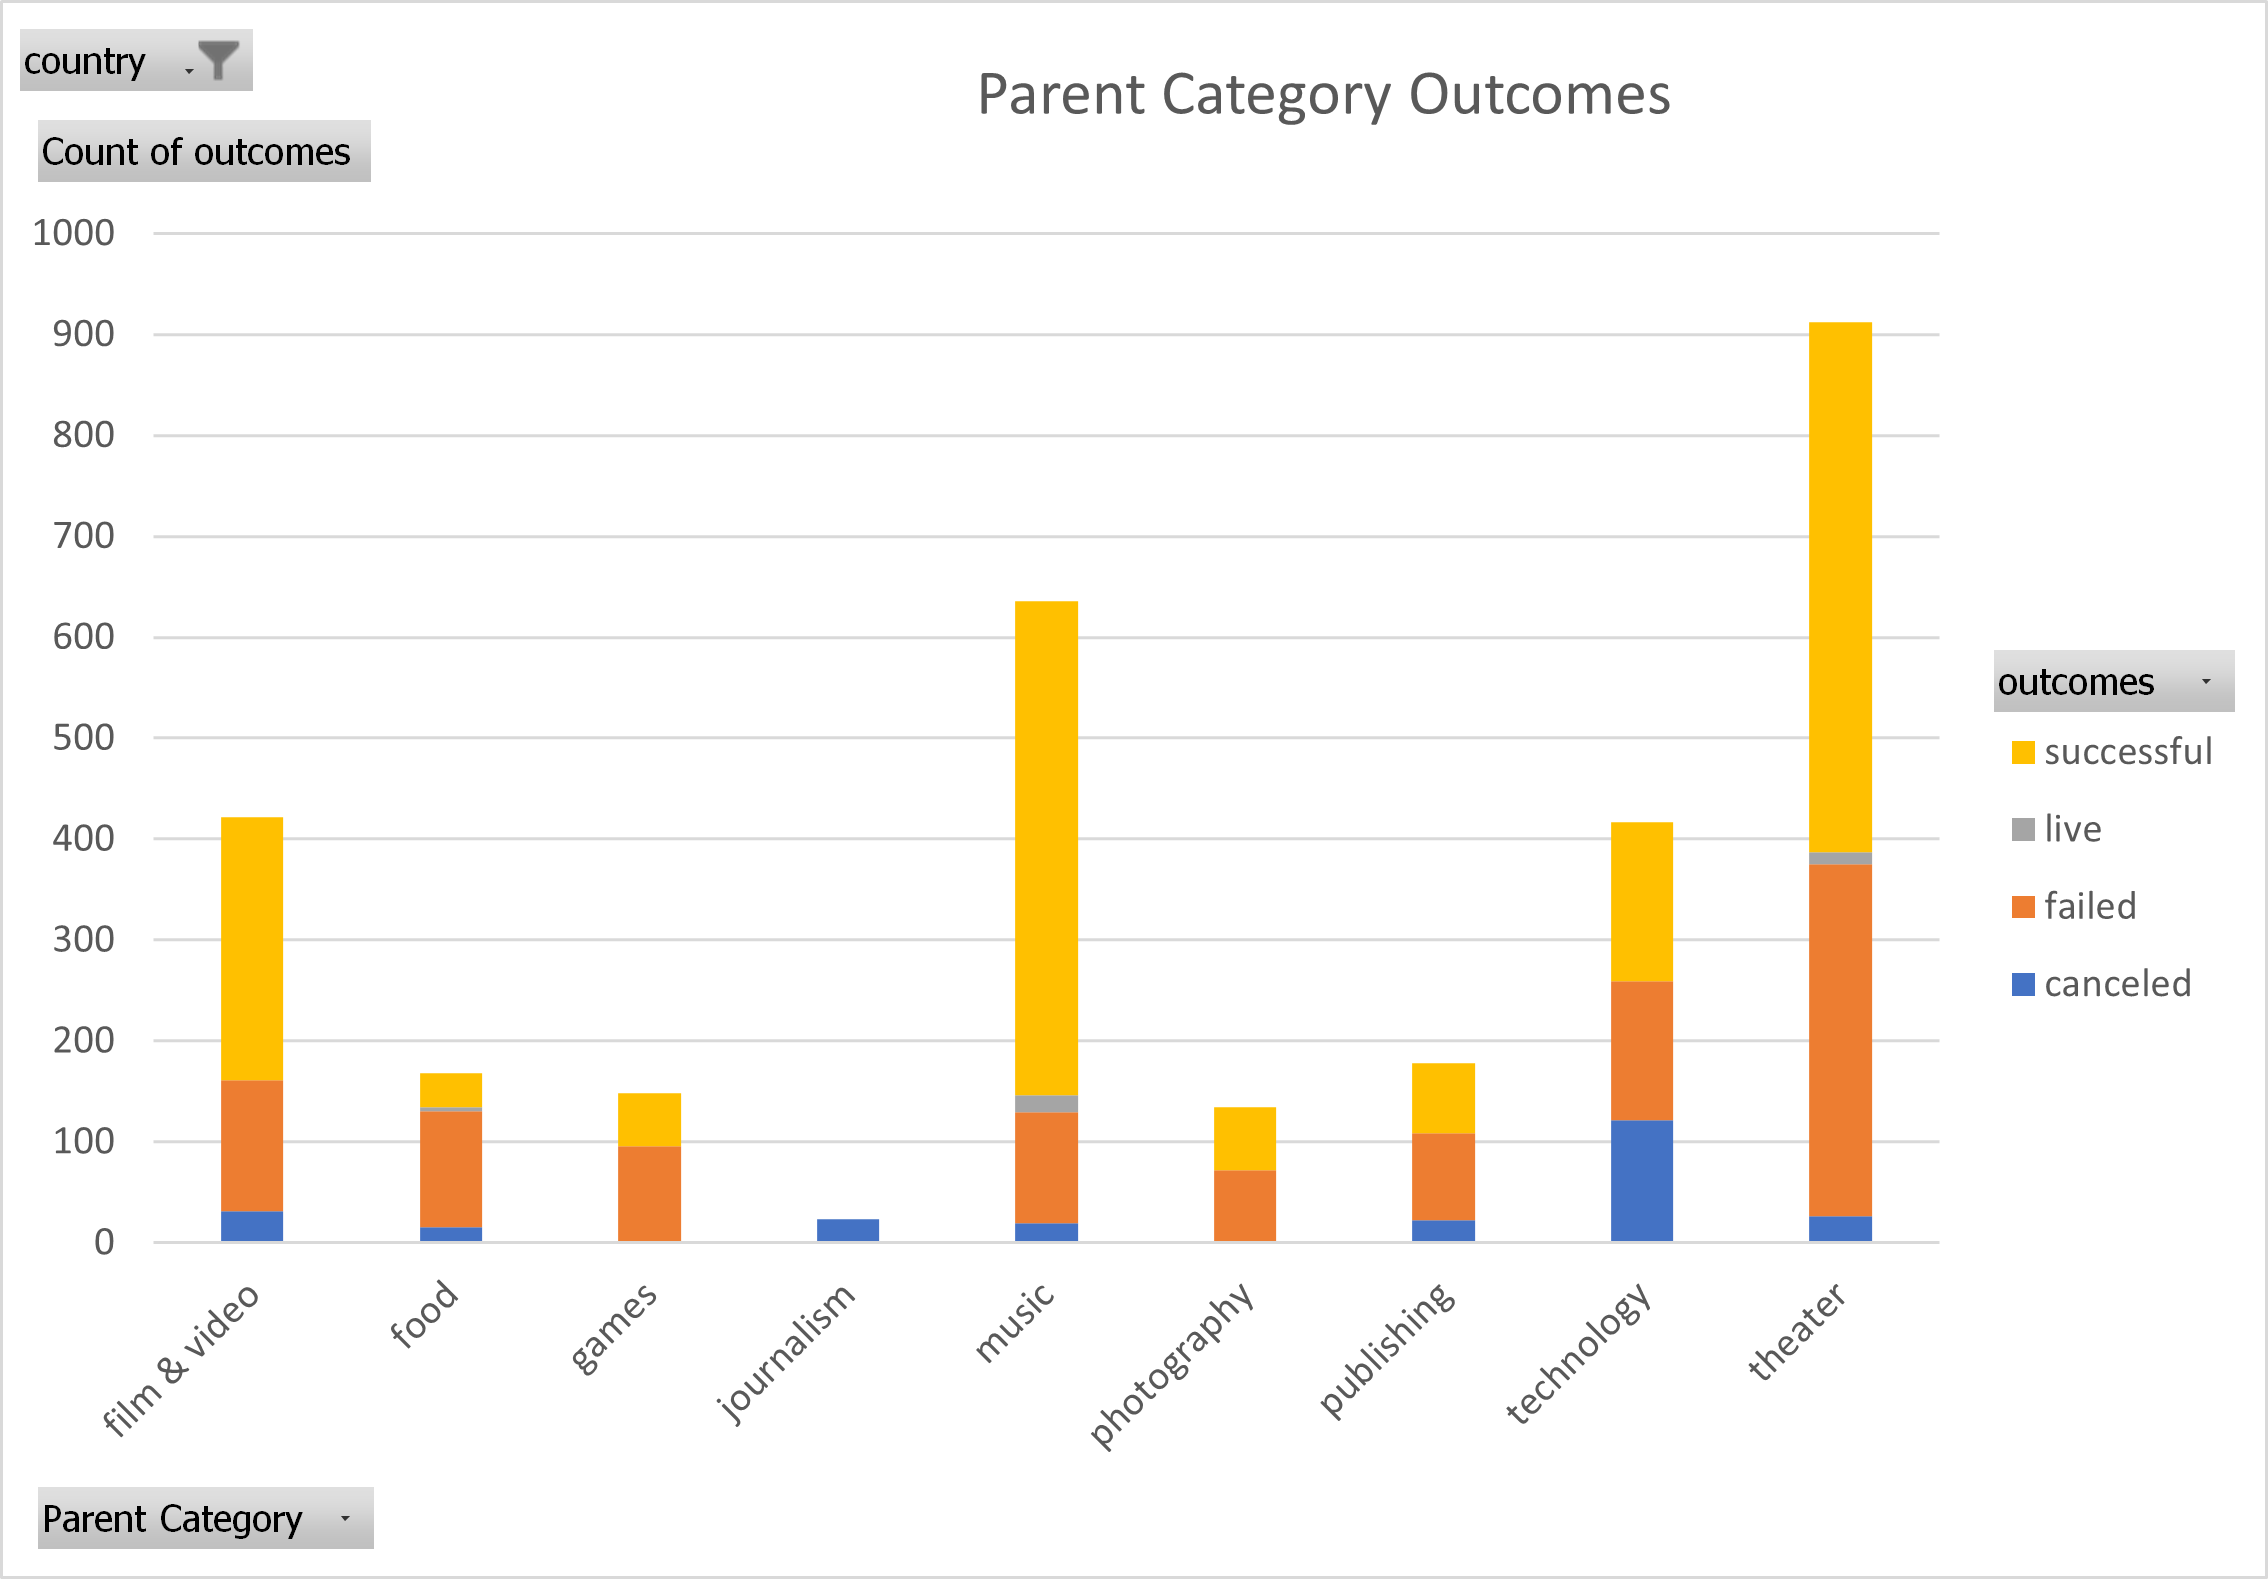 country
Parent Category Outcomes
Count of outcomes
1000
900
800
700
600
500
400
300
200
100
0
outcomes
successful
live
failed
canceled
film & video
food
games
journalism
music
photography
publishing
technology
theater
Parent Category